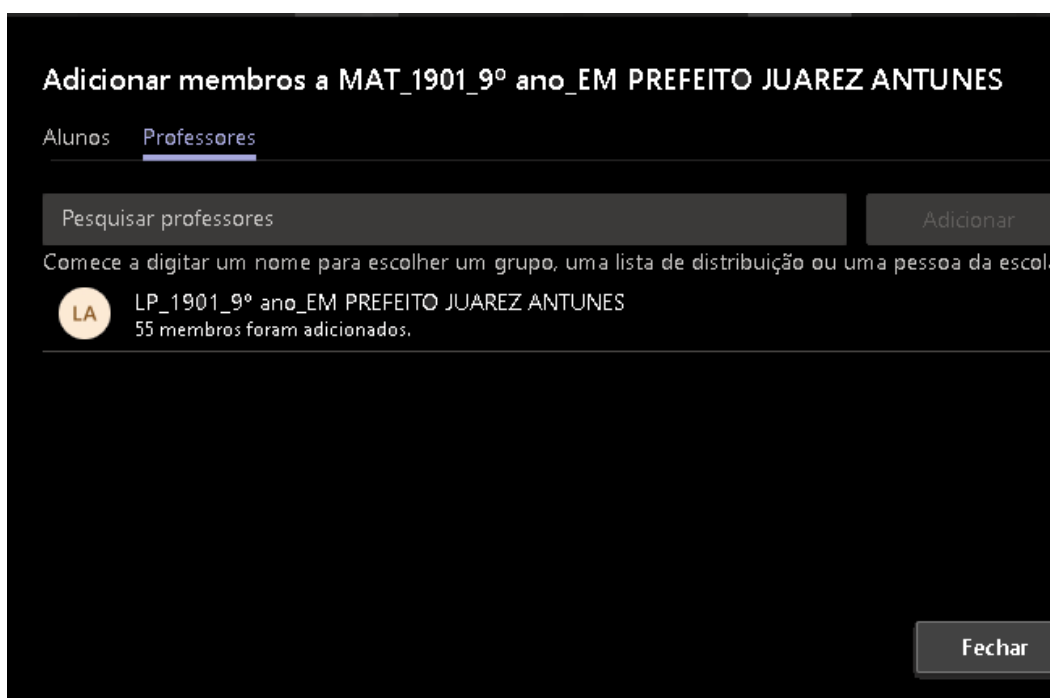 Adicionar membros a MAT_1901_9º ano_EM PREFEITO JUAREZ ANTUNES
Alunos Professores
Pesquisar professores Adicionar
Comece a digitar um nome para escolher um grupo, uma lista de distribuição ou uma pessoa da escola
LA LP_1901_9º ano_EM PREFEITO JUAREZ ANTUNES
55 membros foram adicionados.
Fechar